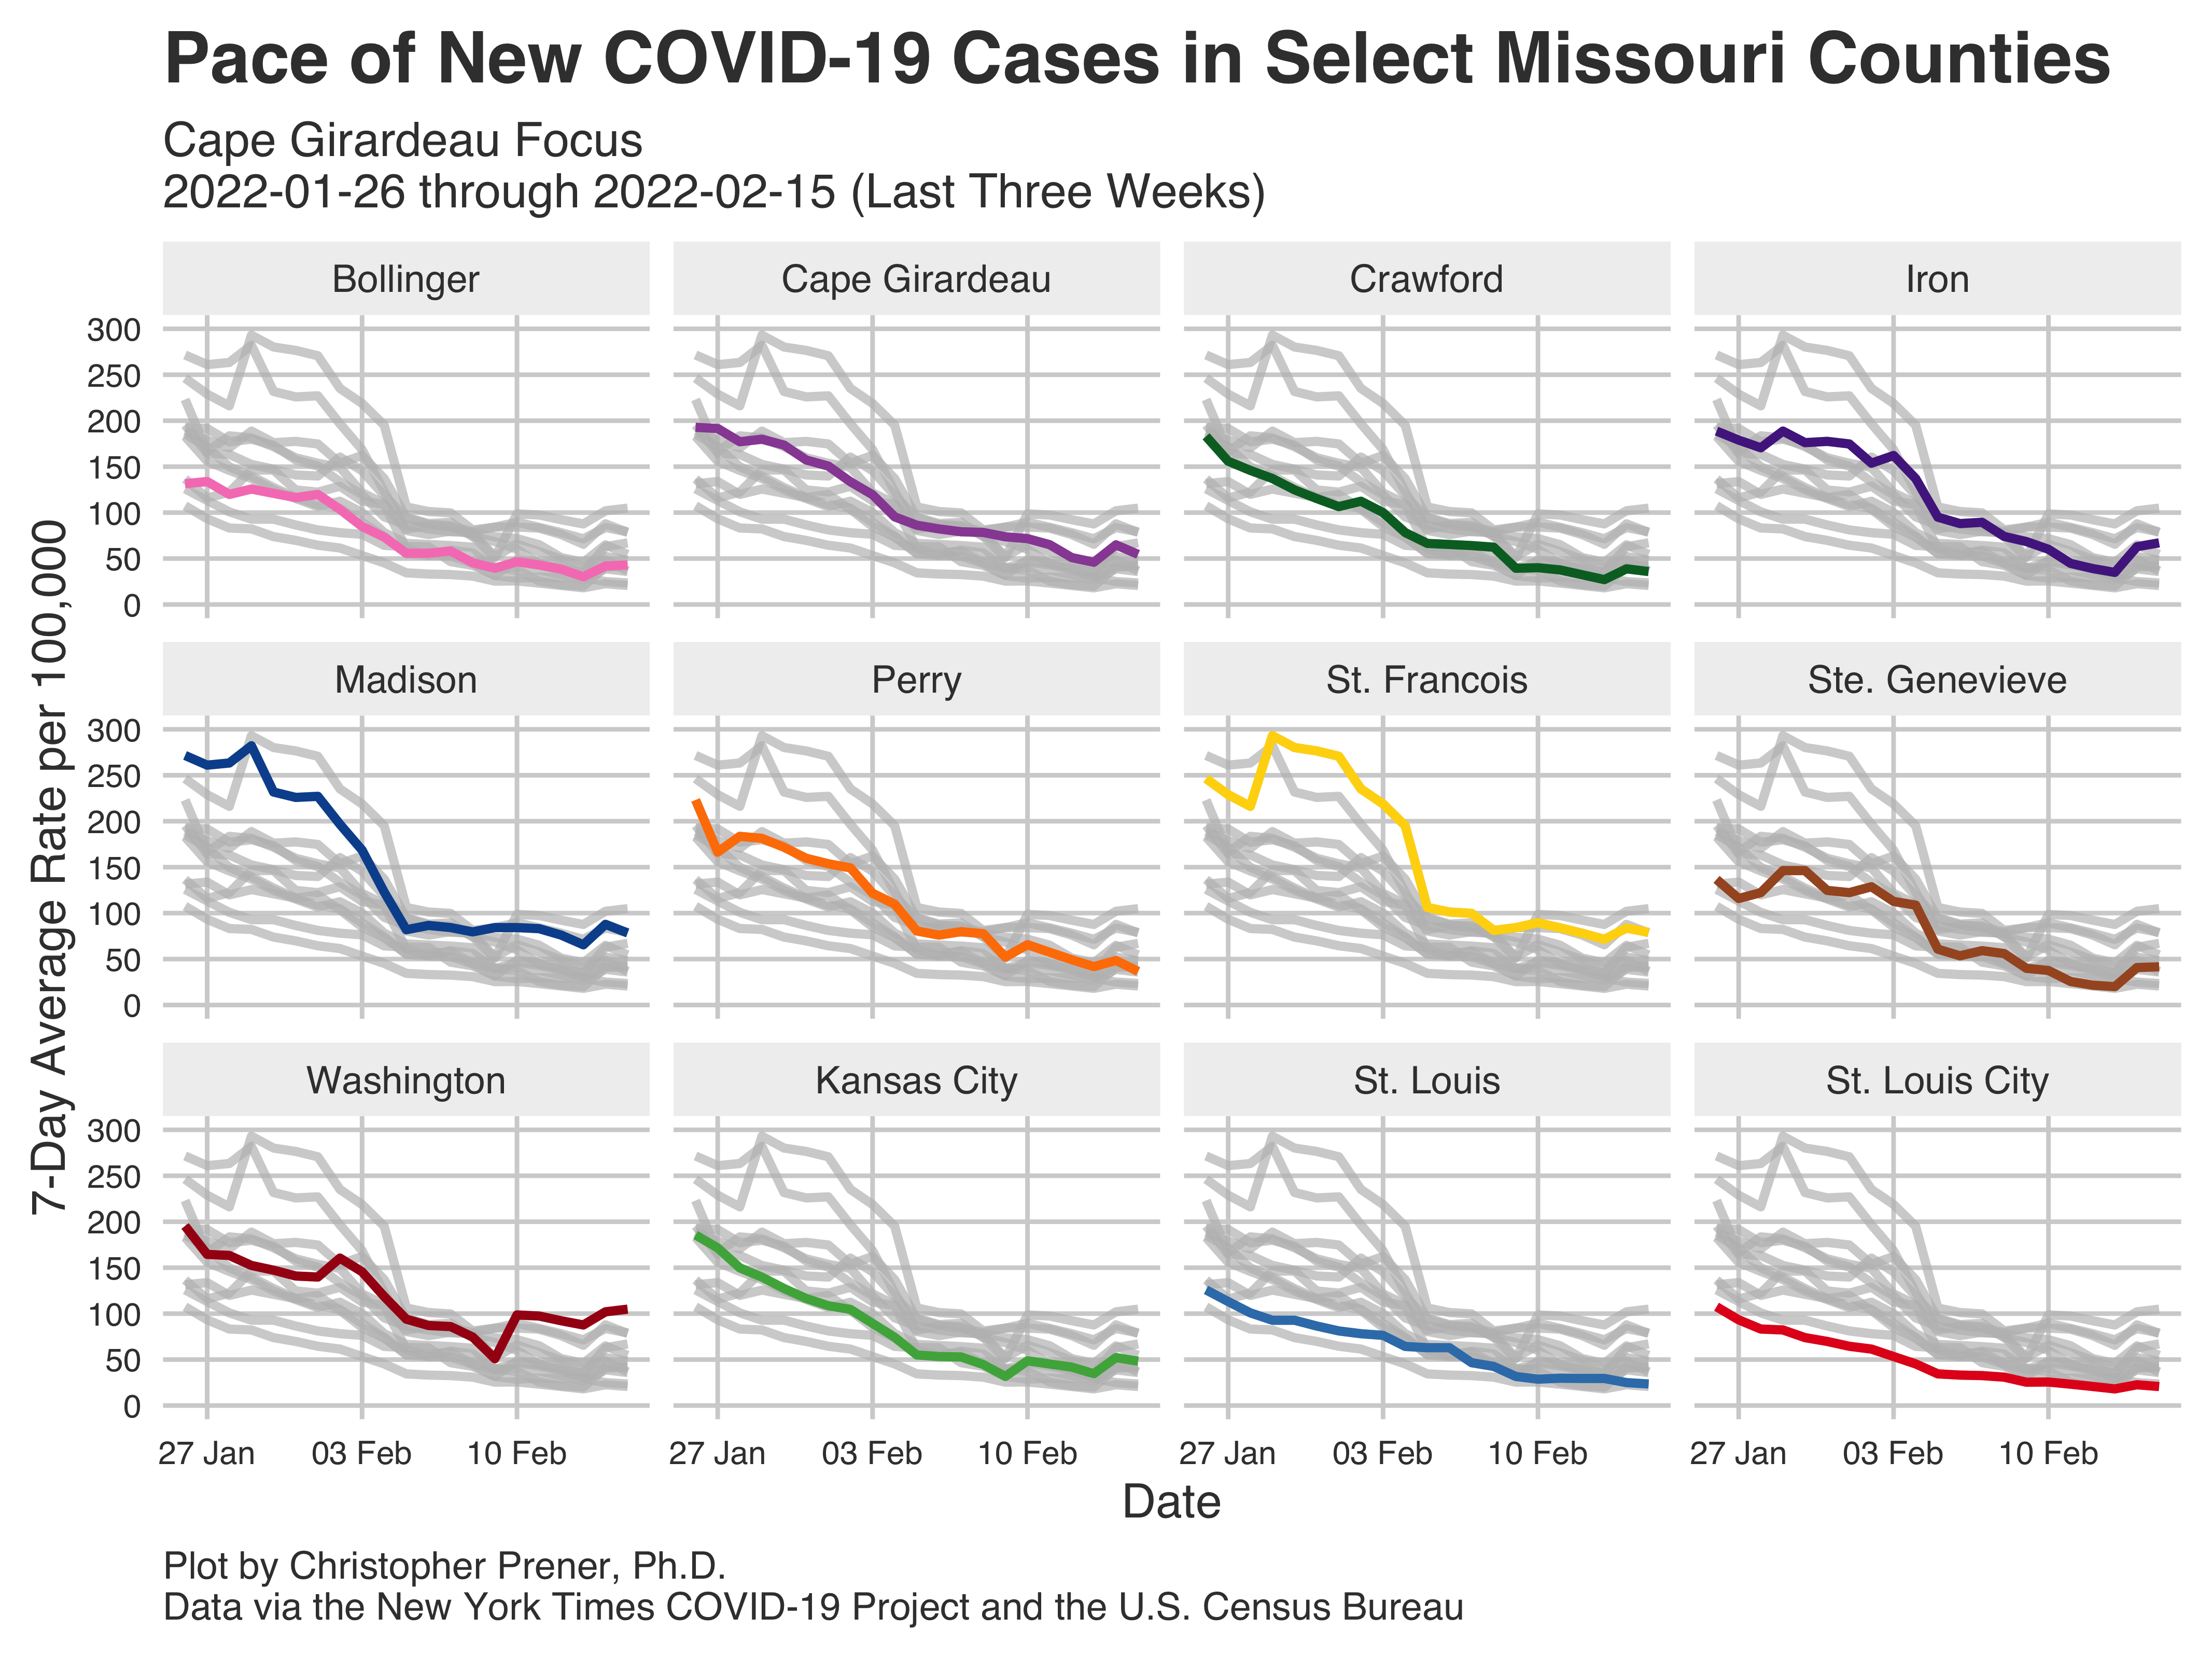 Pace of New COVID-19 Cases in Select Missouri Counties
Cape Girardeau Focus
2022-01-26 through 2022-02-15 (Last Three Weeks)
7-Day Average Rate per 100,000
Bollinger
Cape Girardeau
Crawford
Iron
300
250
200
150
100
50
0
Madison
Perry
St. Francois
Ste. Genevieve
300
250
200
150
100
50
0
Washington
Kansas City
St. Louis
St. Louis City
300
250
200
150
100
50
0
27 Jan 03 Feb 10 Feb
27 Jan 03 Feb 10 Feb
27 Jan 03 Feb 10 Feb
27 Jan 03 Feb 10 Feb
Date
Plot by Christopher Prener, Ph.D.
Data via the New York Times COVID-19 Project and the U.S. Census Bureau